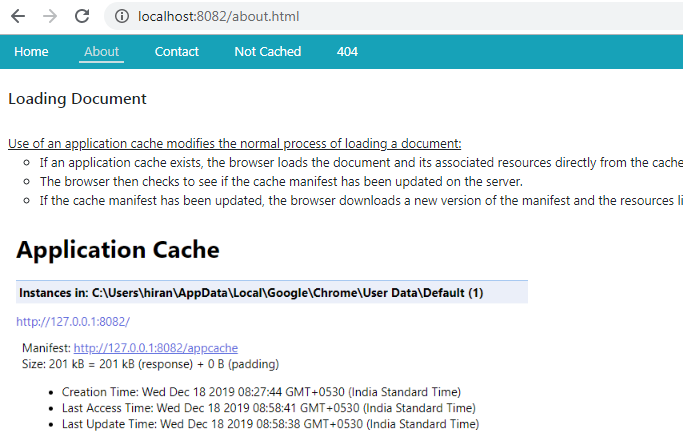 localhost:8082/about.html
Home About Contact Not Cached 404
Loading Document
Use of an application cache modifies the normal process of loading a document:
If an application cache exists, the browser loads the document and its associated resources directly from the cache
The browser then checks to see if the cache manifest has been updated on the server.
If the cache manifest has been updated, the browser downloads a new version of the manifest and the resources li
Application Cache
Instances in: C:\Users\hiran\AppData\Local\Google\Chrome\User Data\Default (1)
http://127.0.0.1:8082/
Manifest: http://127.0.0.1:8082/appcache
Size: 201 kB = 201 kB (response) + 0 B (padding)
Creation Time: Wed Dec 18 2019 08:27:44 GMT+0530 (India Standard Time)
Last Access Time: Wed Dec 18 2019 08:58:41 GMT+0530 (India Standard Time)
Last Update Time: Wed Dec 18 2019 08:58:38 GMT+0530 (India Standard Time)